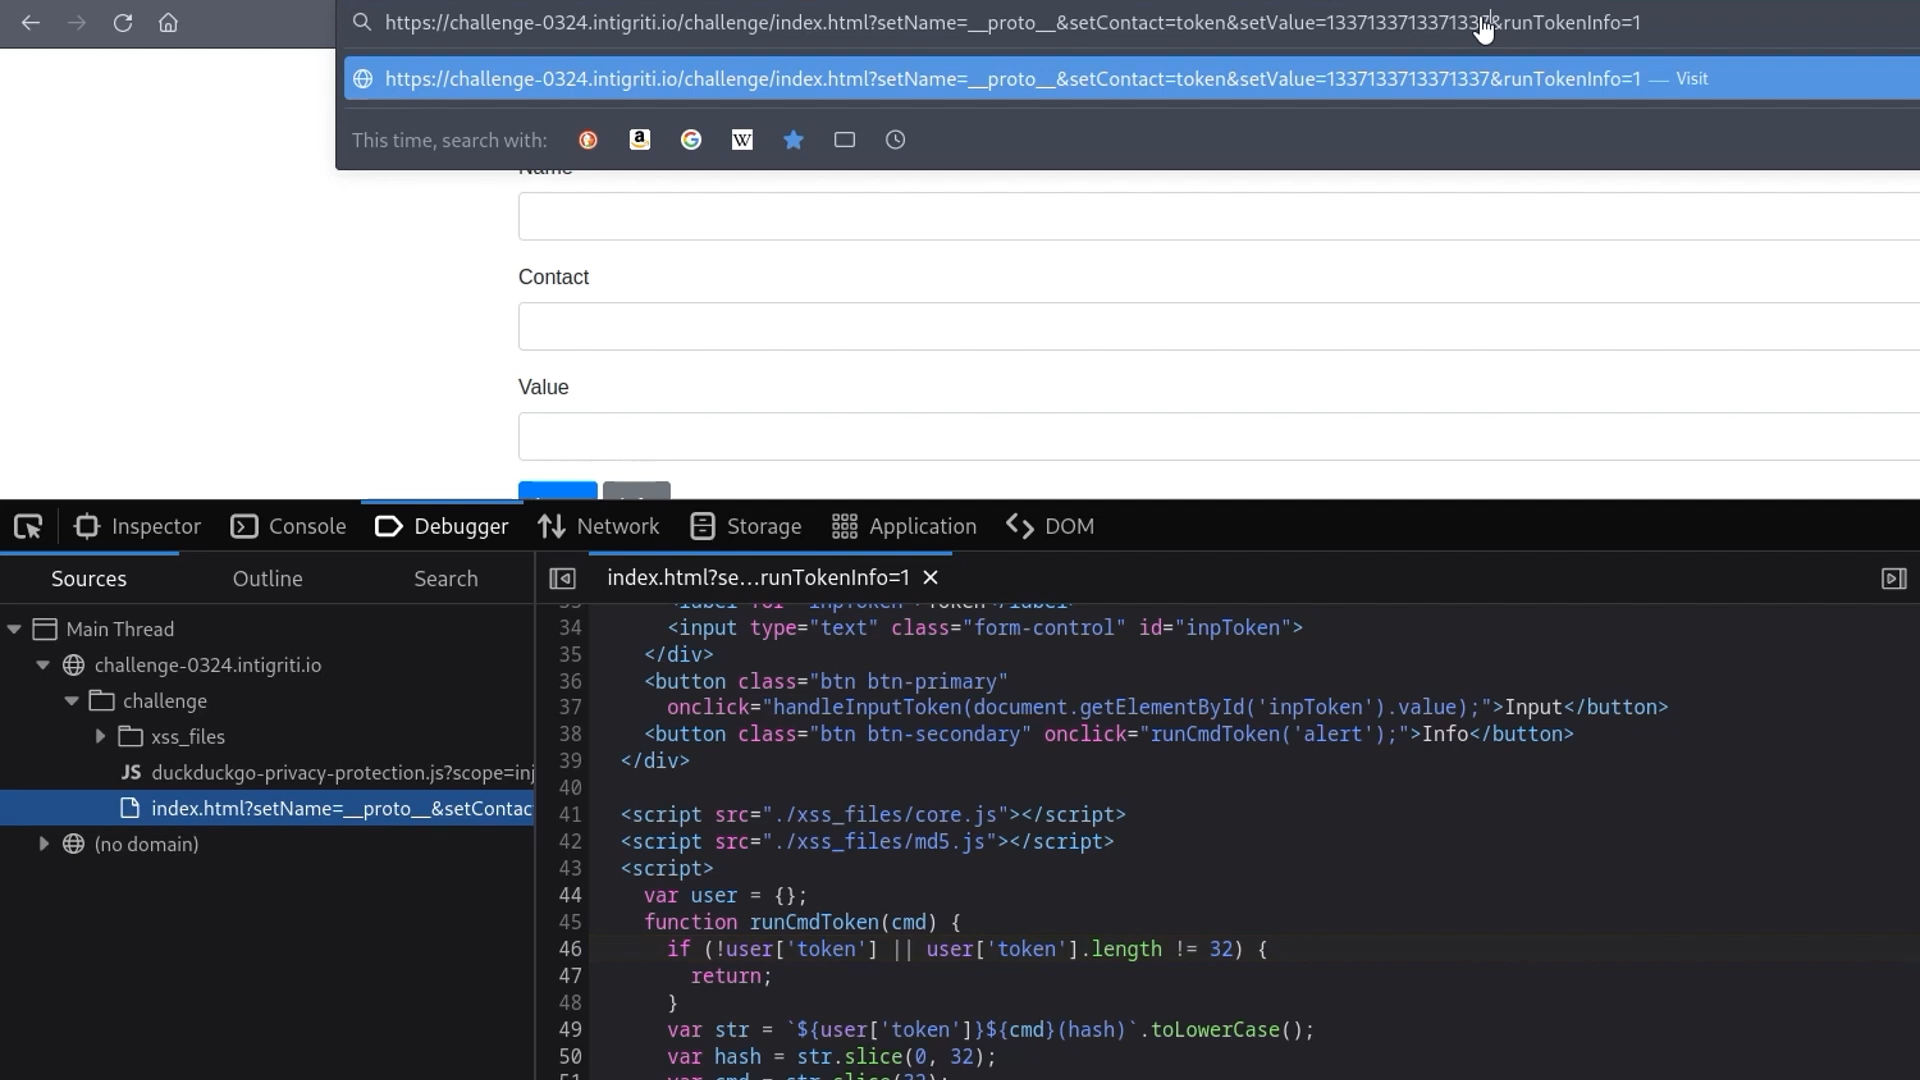 https://challenge-0324.intigriti.io/challenge/index.html?setName=__proto__&setContact=token&setValue=1337133713371337&runTokenInfo=1
https://challenge-0324.intigriti.io/challenge/index.html?setName=__proto__&setContact=token&setValue=1337133713371337&runTokenInfo=1 — Visit
This time, search with:
Name
Contact
Value
Inspector Console Debugger Network Storage Application DOM
Sources Outline Search index.html?se…runTokenInfo=1
Main Thread
challenge-0324.intigriti.io
challenge
xss_files
JS duckduckgo-privacy-protection.js?scope=inj
index.html?setName=__proto__&setContac
(no domain)
34 <input type="text" class="form-control" id="inpToken">
35 </div>
36 <button class="btn btn-primary"
37 onclick="handleInputToken(document.getElementById('inpToken').value);">Input</button>
38 <button class="btn btn-secondary" onclick="runCmdToken('alert');">Info</button>
39 </div>
40
41 <script src="./xss_files/core.js"></script>
42 <script src="./xss_files/md5.js"></script>
43 <script>
44 var user = {};
45 function runCmdToken(cmd) {
46 if (!user['token'] || user['token'].length != 32) {
47 return;
48 }
49 var str = `${user['token']}${cmd}(hash)`.toLowerCase();
50 var hash = str.slice(0, 32);
51 var cmd = str.slice(32);